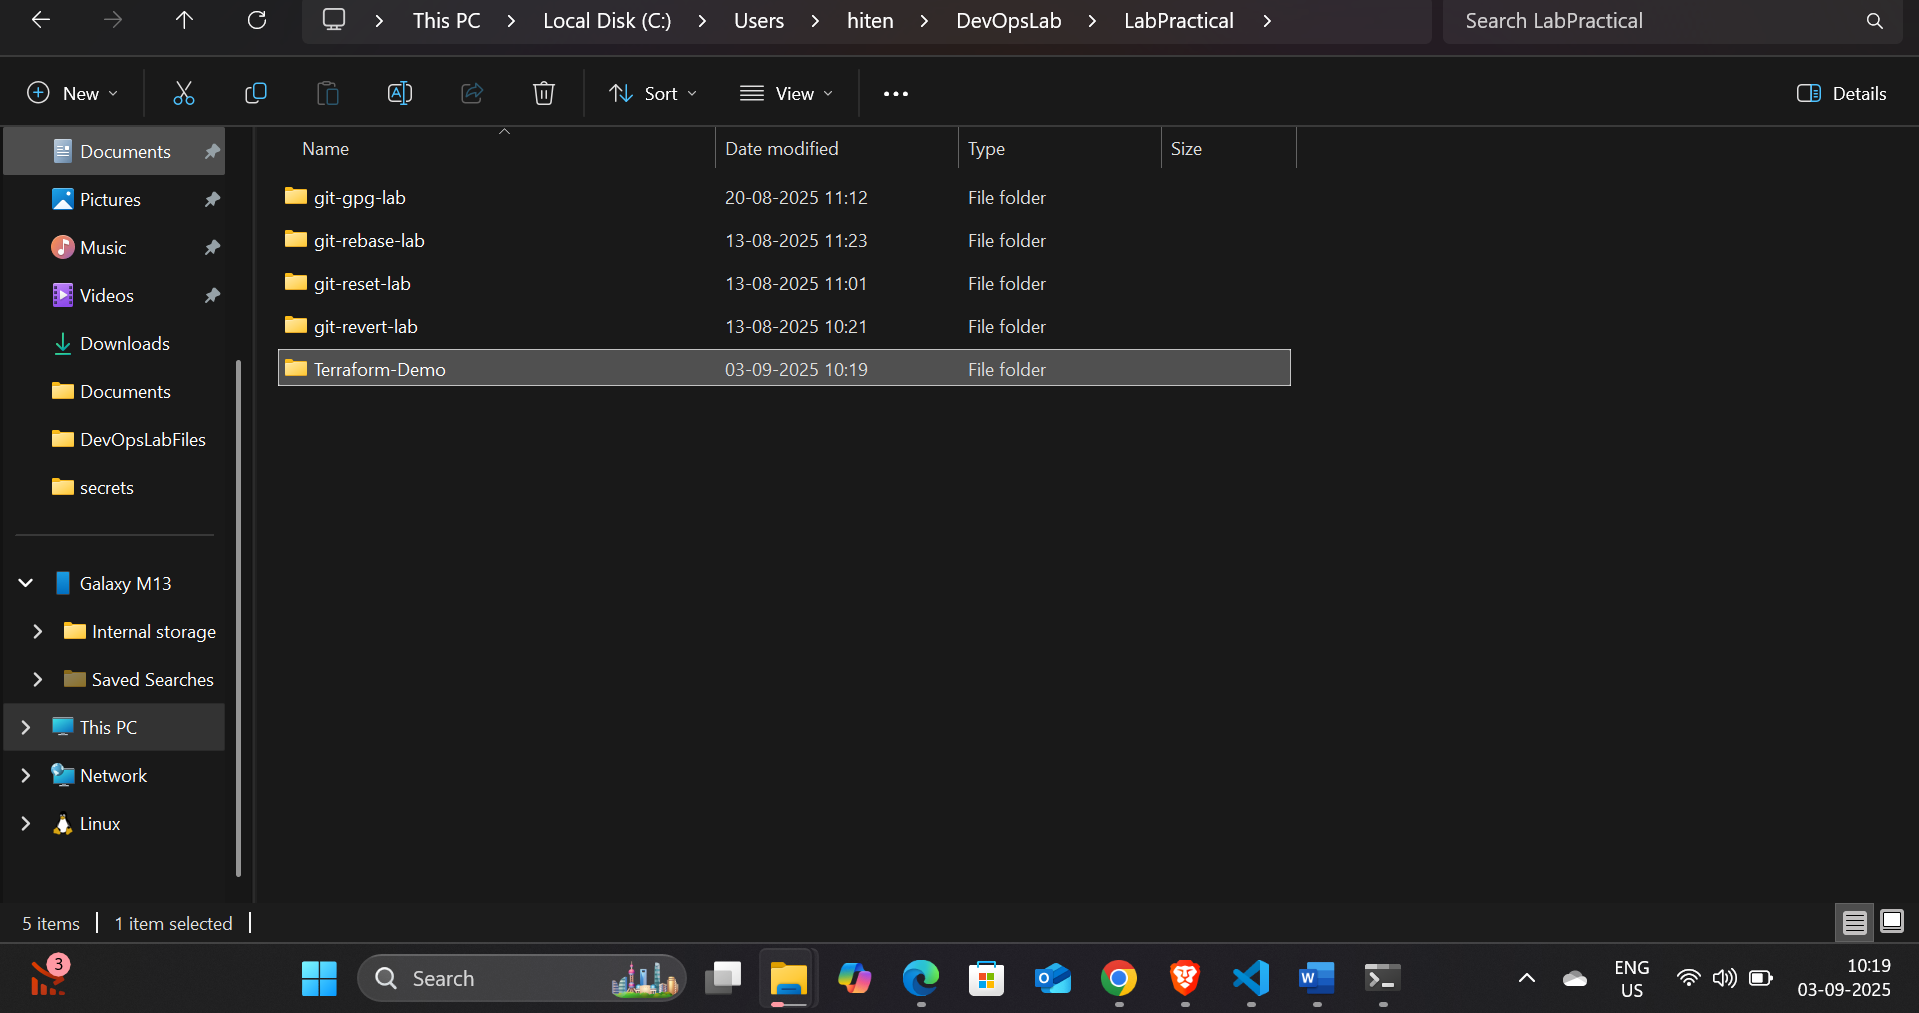 This PC > Local Disk (C:) > Users > hiten > DevOpsLab > LabPractical >
Search LabPractical
New
Sort
View
Details
Name Date modified Type Size
git-gpg-lab 20-08-2025 11:12 File folder
git-rebase-lab 13-08-2025 11:23 File folder
git-reset-lab 13-08-2025 11:01 File folder
git-revert-lab 13-08-2025 10:21 File folder
Terraform-Demo 03-09-2025 10:19 File folder
Documents
Pictures
Music
Videos
Downloads
Documents
DevOpsLabFiles
secrets
Galaxy M13
Internal storage
Saved Searches
This PC
Network
Linux
5 items 1 item selected
3
Search
ENG
US
10:19
03-09-2025